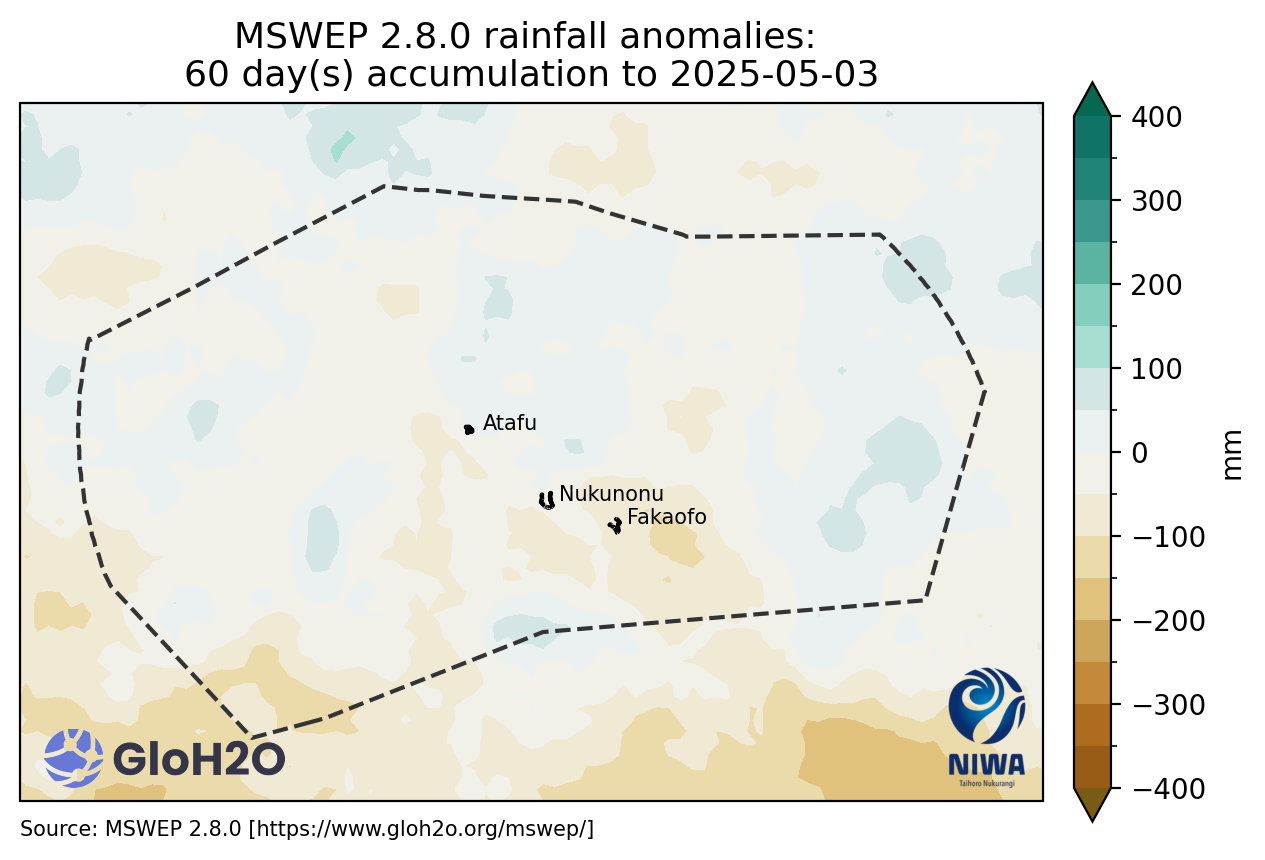 MSWEP 2.8.0 rainfall anomalies:
60 day(s) accumulation to 2025-05-03
400
300
200
100
0
−100
−200
−300
−400
mm
Atafu
Nukunonu
Fakaofo
GloH2O
NIWA
Taihoro Nukurangi
Source: MSWEP 2.8.0 [https://www.gloh2o.org/mswep/]